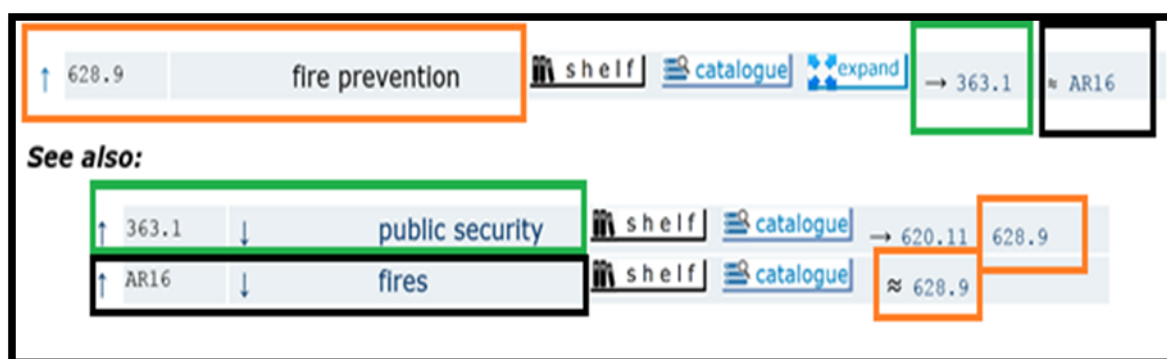 ↑ 628.9 fire prevention shelf catalogue expand → 363.1 ≈ AR16
See also:
↑ 363.1 ↓ public security shelf catalogue → 620.11 628.9
↑ AR16 ↓ fires shelf catalogue ≈ 628.9